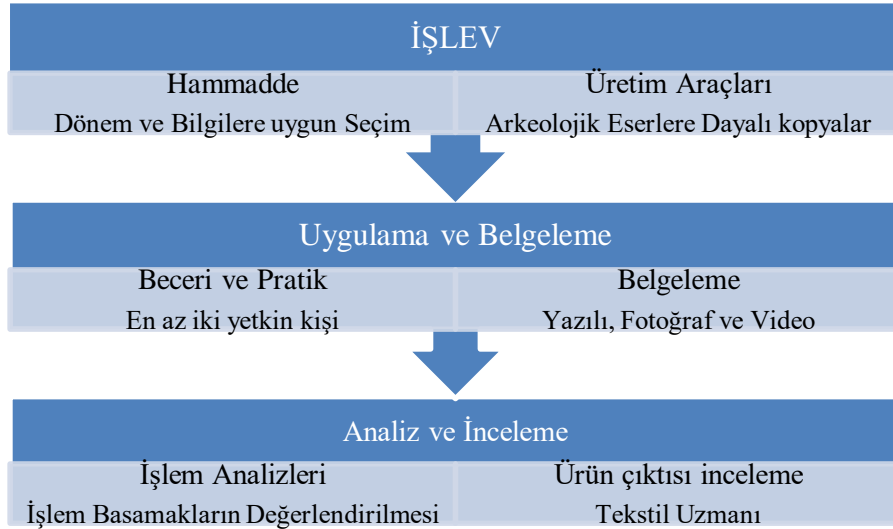 İŞLEV
Hammadde
Dönem ve Bilgilere uygun Seçim
Üretim Araçları
Arkeolojik Eserlere Dayalı kopyalar
Uygulama ve Belgeleme
Beceri ve Pratik
En az iki yetkin kişi
Belgeleme
Yazılı, Fotoğraf ve Video
Analiz ve İnceleme
İşlem Analizleri
İşlem Basamakların Değerlendirilmesi
Ürün çıktısı inceleme
Tekstil Uzmanı